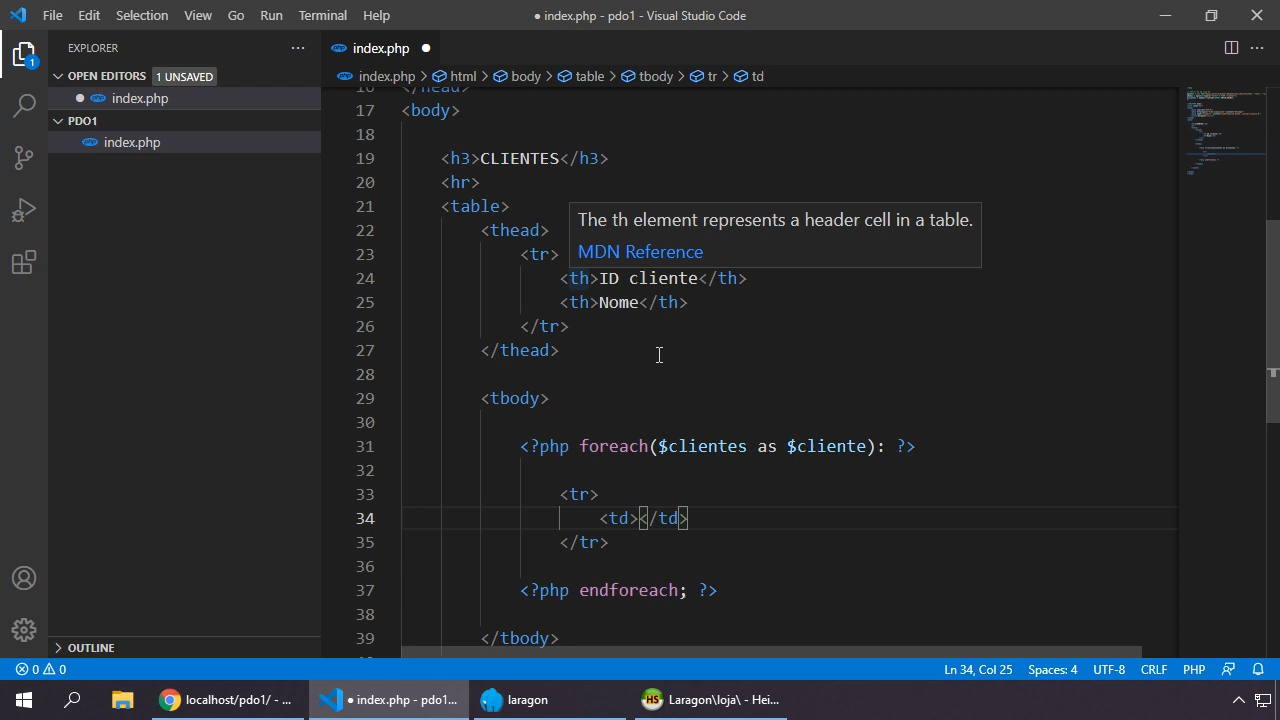 File Edit Selection View Go Run Terminal Help
● index.php - pdo1 - Visual Studio Code
EXPLORER
OPEN EDITORS 1 UNSAVED
index.php
PDO1
index.php
OUTLINE
index.php
index.php > html > body > table > tbody > tr > td
16 </head>
17 <body>
18
19 <h3>CLIENTES</h3>
20 <hr>
21 <table>
22 <thead>
23 <tr>
24 <th>ID cliente</th>
25 <th>Nome</th>
26 </tr>
27 </thead>
28
29 <tbody>
30
31 <?php foreach($clientes as $cliente): ?>
32
33 <tr>
34 <td></td>
35 </tr>
36
37 <?php endforeach; ?>
38
39 </tbody>
The th element represents a header cell in a table.
MDN Reference
1
0 0
Ln 34, Col 25 Spaces: 4 UTF-8 CRLF PHP
localhost/pdo1/ - ...
● index.php - pdo1...
laragon
HS Laragon\loja\ - Hei...